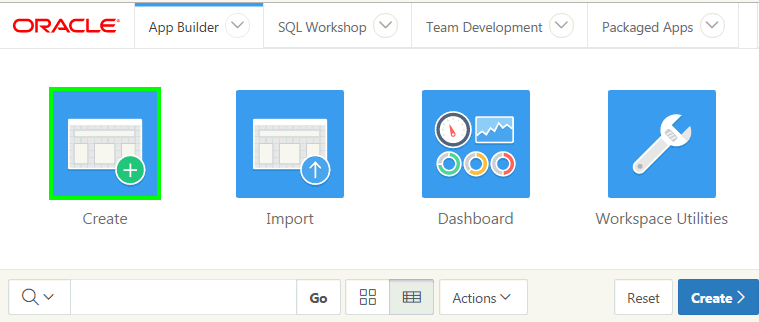 ORACLE App Builder SQL Workshop Team Development Packaged Apps
Create Import Dashboard Workspace Utilities
Go Actions Reset Create